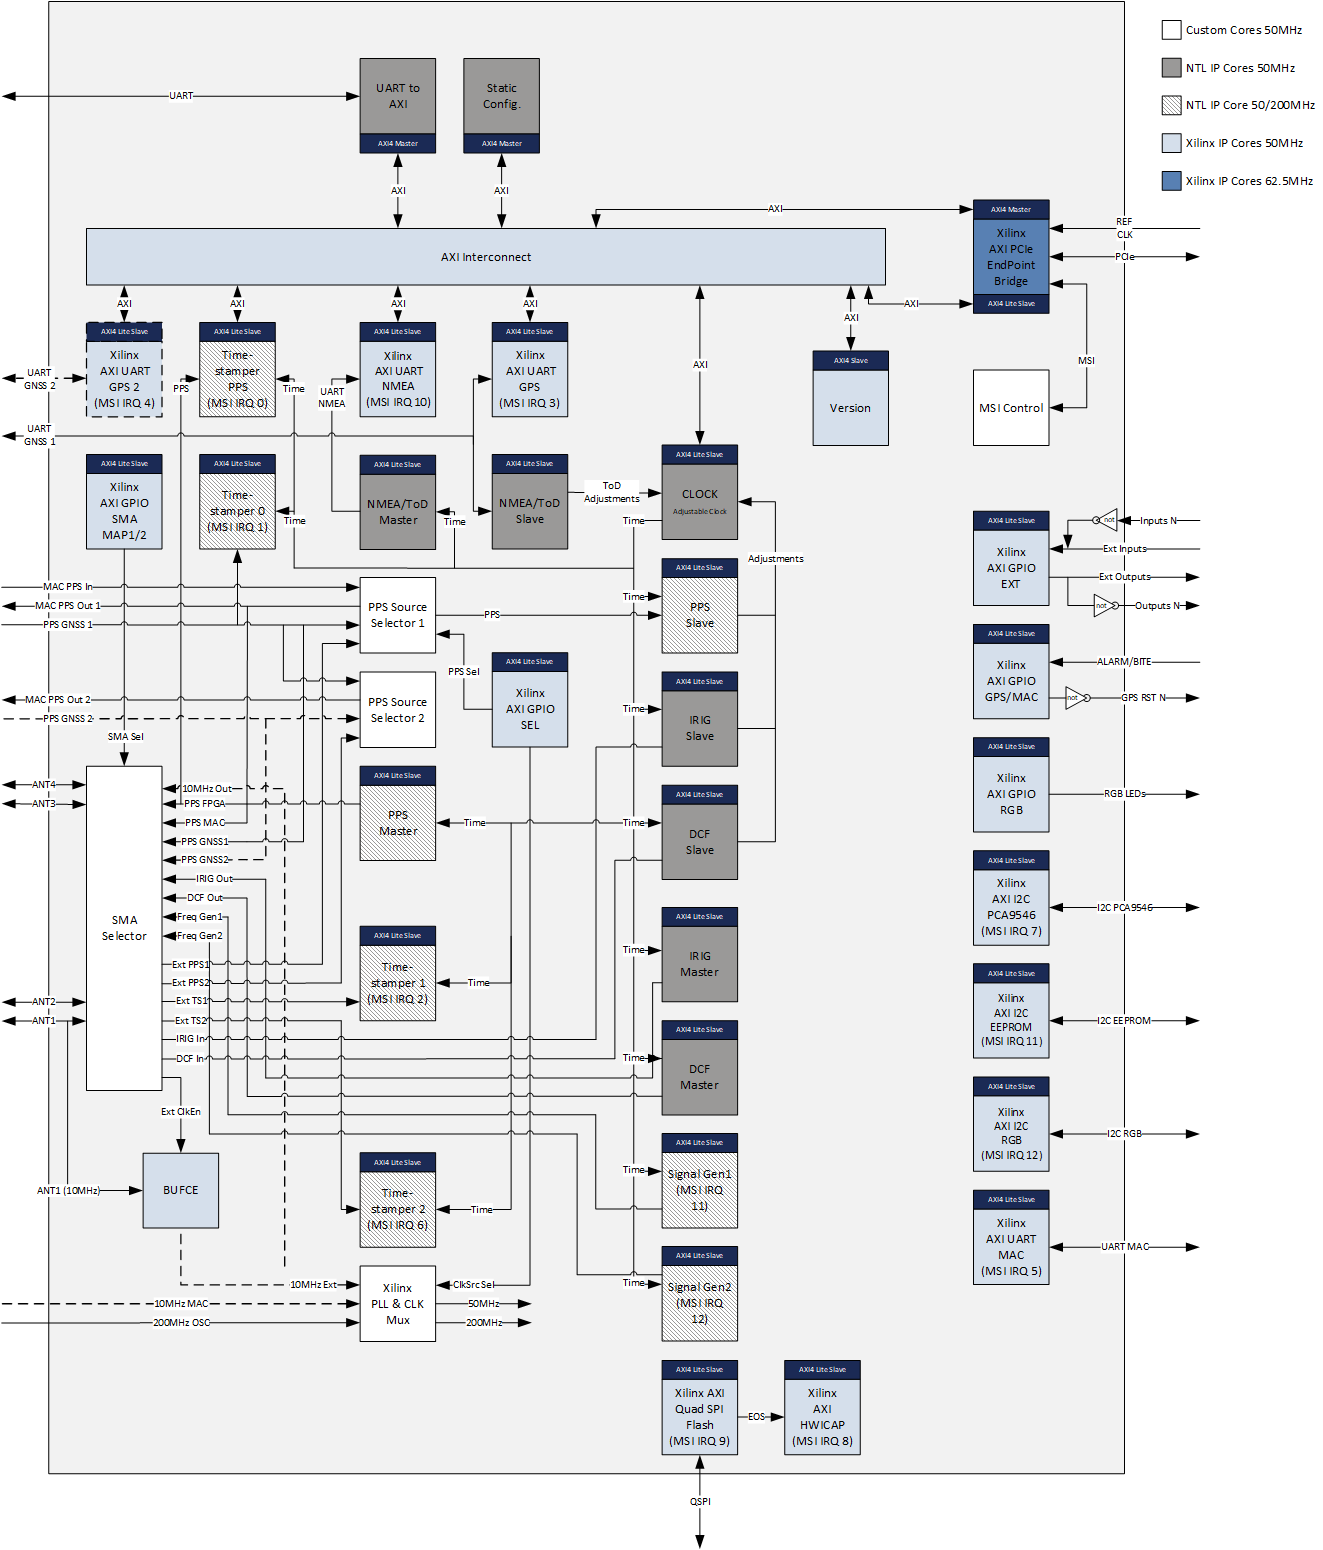 Custom Cores 50MHz
NTL IP Cores 50MHz
NTL IP Core 50/200MHz
Xilinx IP Cores 50MHz
Xilinx IP Cores 62.5MHz
UART
UART to
AXI
AXI4 Master
Static
Config.
AXI4 Master
AXI
AXI
AXI
AXI Interconnect
AXI4 Master
Xilinx
AXI PCIe
EndPoint
Bridge
AXI4 Lite Slave
REF
CLK
PCIe
MSI
MSI Control
AXI
AXI
AXI
AXI
AXI
AXI
AXI
UART
GNSS 2
AXI4 Lite Slave
Xilinx
AXI UART
GPS 2
(MSI IRQ 4)
PPS
AXI4 Lite Slave
Time-
stamper
PPS
(MSI IRQ 0)
Time
UART
NMEA
AXI4 Lite Slave
Xilinx
AXI UART
NMEA
(MSI IRQ 10)
AXI4 Lite Slave
Xilinx
AXI UART
GPS
(MSI IRQ 3)
AXI4 Slave
Version
UART
GNSS 1
AXI4 Lite Slave
Xilinx
AXI GPIO
SMA
MAP1/2
AXI4 Lite Slave
Time-
stamper 0
(MSI IRQ 1)
Time
AXI4 Lite Slave
NMEA/ToD
Master
Time
AXI4 Lite Slave
NMEA/ToD
Slave
ToD
Adjustments
AXI4 Lite Slave
CLOCK
Adjustable Clock
Time
Adjustments
AXI4 Lite Slave
Xilinx
AXI GPIO
EXT
not
Inputs N
Ext Inputs
Ext Outputs
not
Outputs N
MAC PPS In
MAC PPS Out 1
PPS GNSS 1
PPS Source
Selector 1
PPS
Time
AXI4 Lite Slave
PPS
Slave
PPS Sel
AXI4 Lite Slave
Xilinx
AXI GPIO
SEL
AXI4 Lite Slave
Xilinx
AXI GPIO
GPS/MAC
ALARM/BITE
not
GPS RST N
MAC PPS Out 2
PPS GNSS 2
PPS Source
Selector 2
Time
AXI4 Lite Slave
IRIG
Slave
SMA Sel
AXI4 Lite Slave
Xilinx
AXI GPIO
RGB
RGB LEDs
ANT4
ANT3
ANT2
ANT1
SMA
Selector
10MHz Out
PPS FPGA
PPS MAC
PPS GNSS1
PPS GNSS2
IRIG Out
DCF Out
Freq Gen1
Freq Gen2
Ext PPS1
Ext PPS2
Ext TS1
Ext TS2
IRIG In
DCF In
AXI4 Lite Slave
PPS
Master
Time
Time
AXI4 Lite Slave
DCF
Slave
AXI4 Lite Slave
Xilinx
AXI I2C
PCA9546
(MSI IRQ 7)
I2C PCA9546
AXI4 Lite Slave
Time-
stamper 1
(MSI IRQ 2)
Time
Time
AXI4 Lite Slave
IRIG
Master
AXI4 Lite Slave
Xilinx
AXI I2C
EEPROM
(MSI IRQ 11)
I2C EEPROM
Time
AXI4 Lite Slave
DCF
Master
AXI4 Lite Slave
Xilinx
AXI I2C
RGB
(MSI IRQ 12)
I2C RGB
Ext ClkEn
ANT1 (10MHz)
BUFCE
AXI4 Lite Slave
Time-
stamper 2
(MSI IRQ 6)
Time
Time
AXI4 Lite Slave
Signal Gen1
(MSI IRQ
11)
AXI4 Lite Slave
Xilinx
AXI UART
MAC
(MSI IRQ 5)
UART MAC
10MHz Ext
10MHz MAC
200MHz OSC
Xilinx
PLL & CLK
Mux
ClkSrc Sel
50MHz
200MHz
Time
AXI4 Lite Slave
Signal Gen2
(MSI IRQ
12)
AXI4 Lite Slave
Xilinx AXI
Quad SPI
Flash
(MSI IRQ 9)
EOS
AXI4 Lite Slave
Xilinx
AXI
HWICAP
(MSI IRQ 8)
QSPI